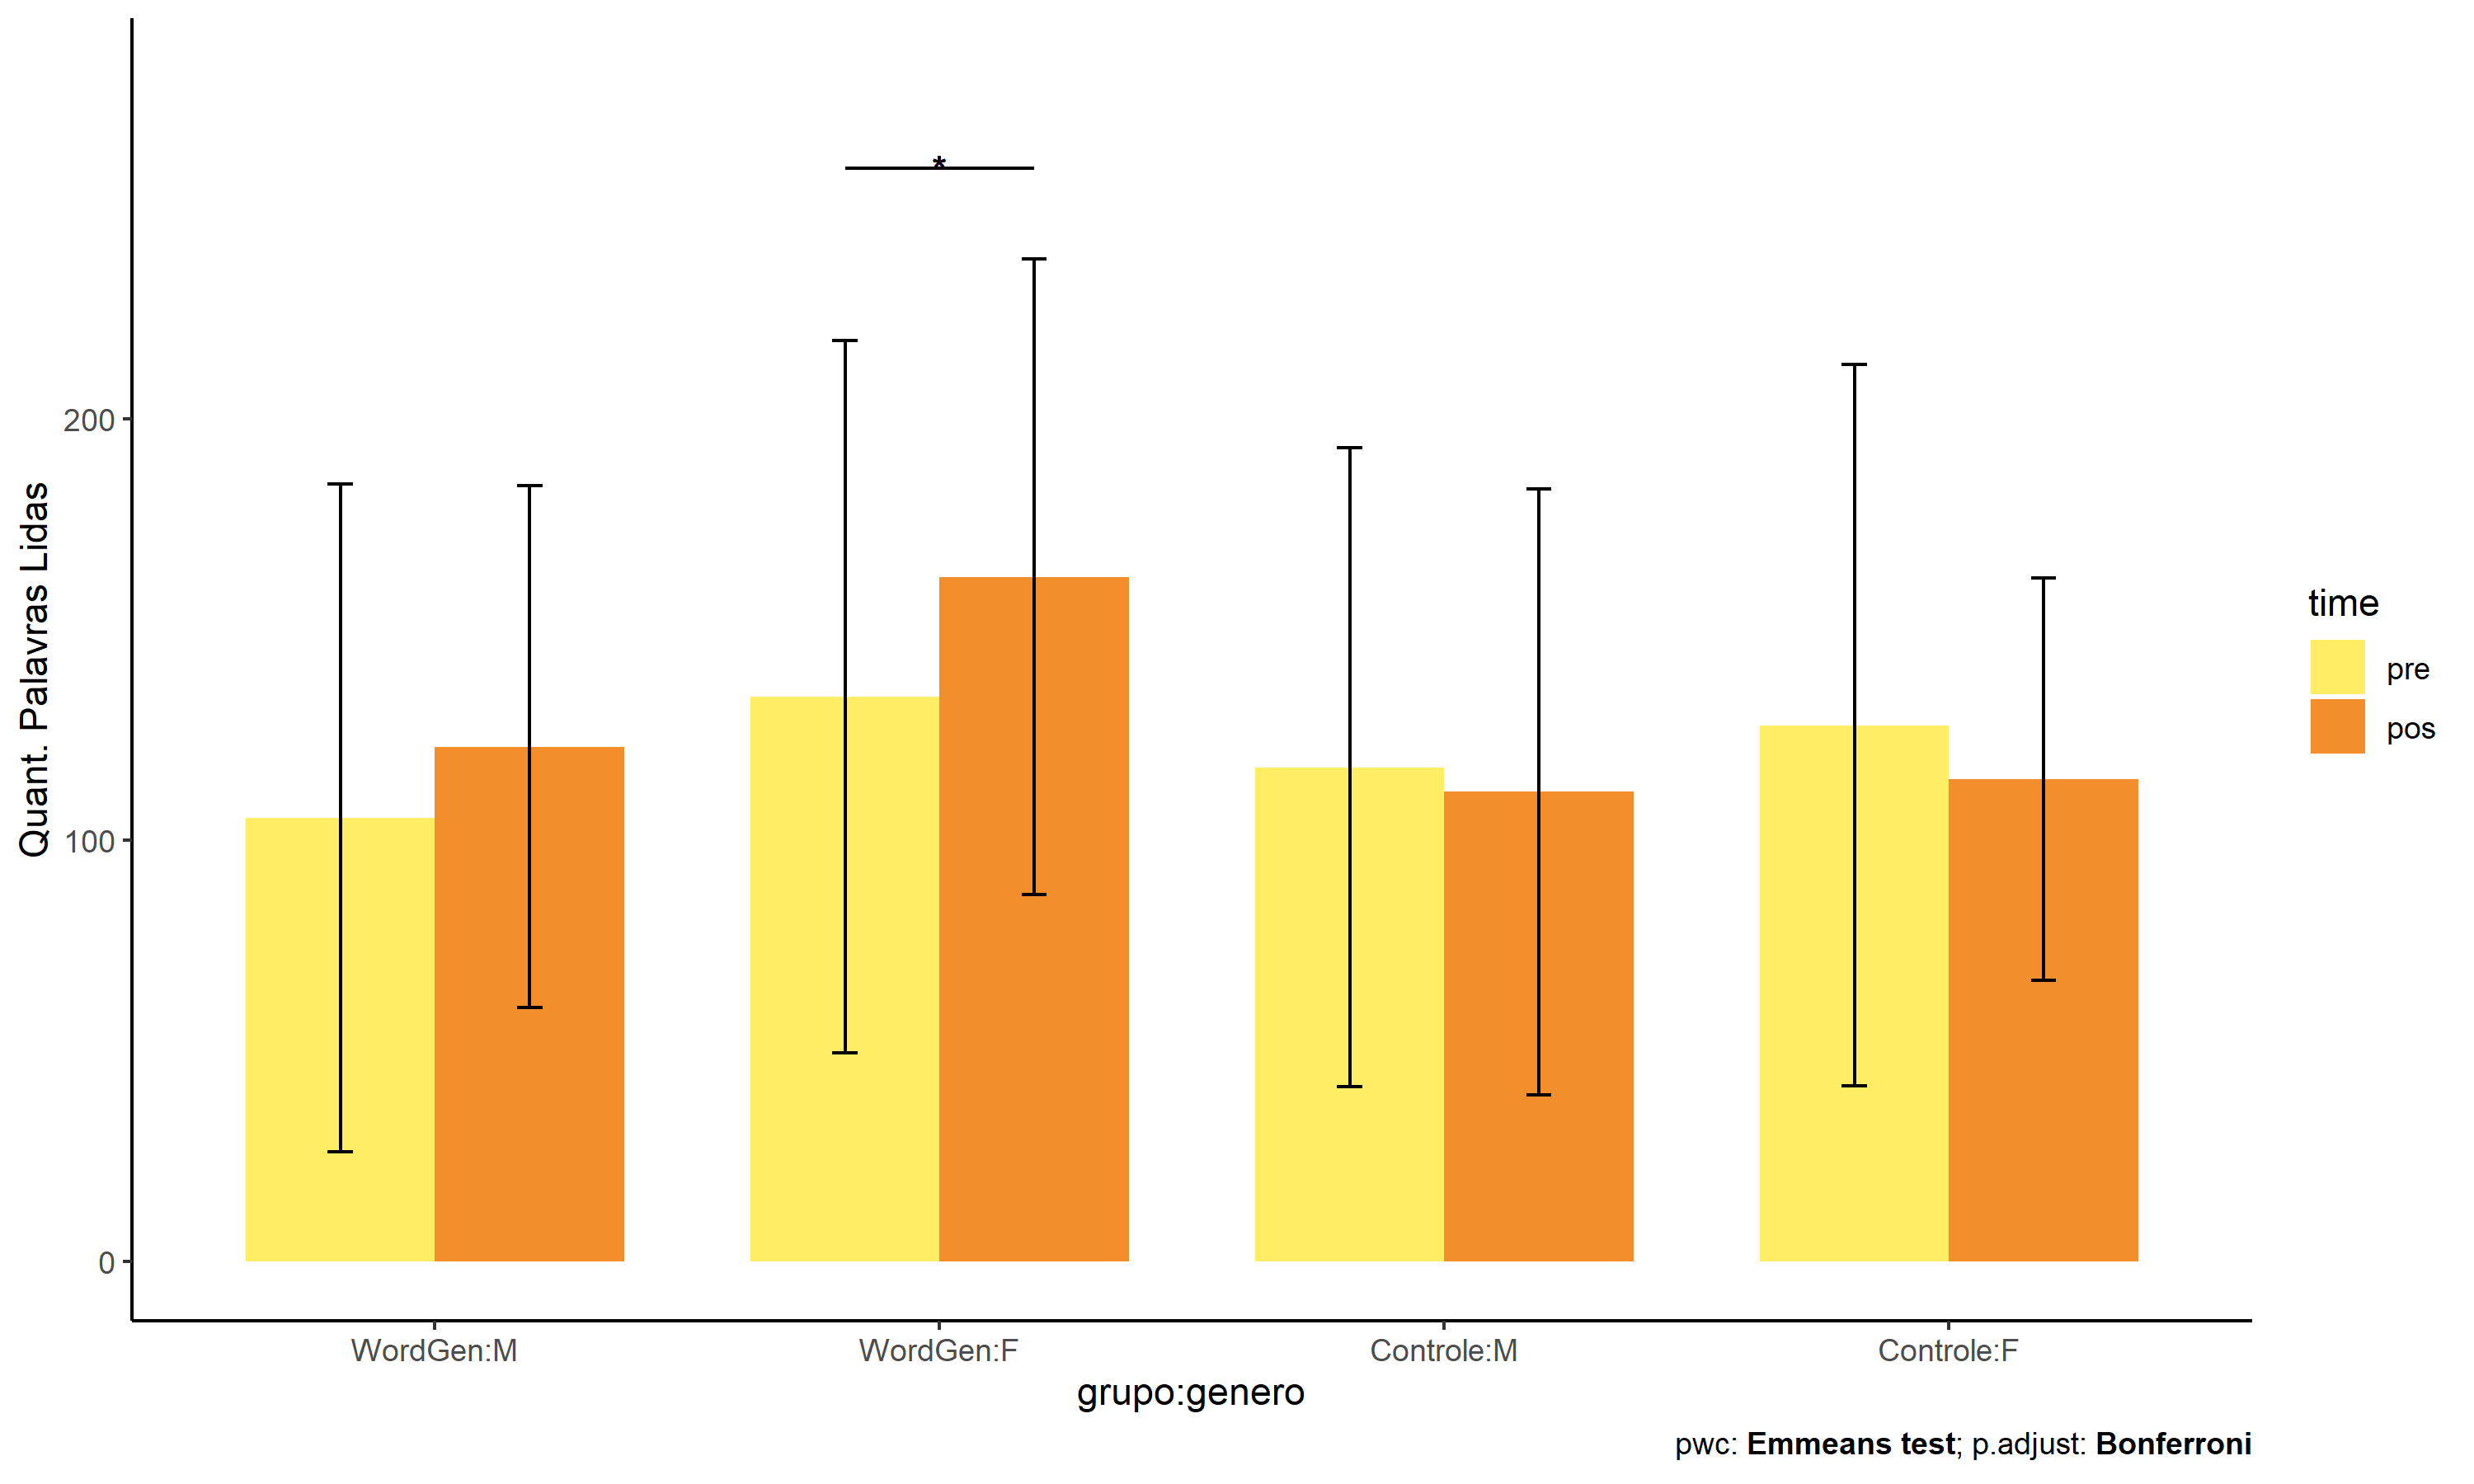 *
200
100
0
Quant. Palavras Lidas
WordGen:M
WordGen:F
Controle:M
Controle:F
grupo:genero
time
pre
pos
pwc: Emmeans test; p.adjust: Bonferroni